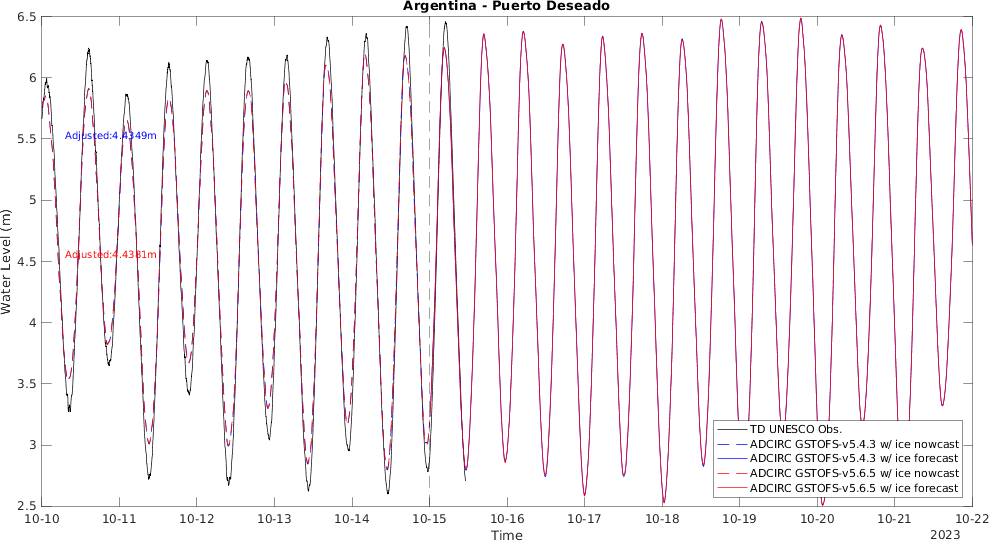 Argentina - Puerto Deseado
6.5
6
5.5
5
4.5
4
3.5
3
2.5
Water Level (m)
Adjusted:4.4349m
Adjusted:4.4381m
TD UNESCO Obs.
ADCIRC GSTOFS-v5.4.3 w/ ice nowcast
ADCIRC GSTOFS-v5.4.3 w/ ice forecast
ADCIRC GSTOFS-v5.6.5 w/ ice nowcast
ADCIRC GSTOFS-v5.6.5 w/ ice forecast
10-10 10-11 10-12 10-13 10-14 10-15 10-16 10-17 10-18 10-19 10-20 10-21 10-22
Time
2023